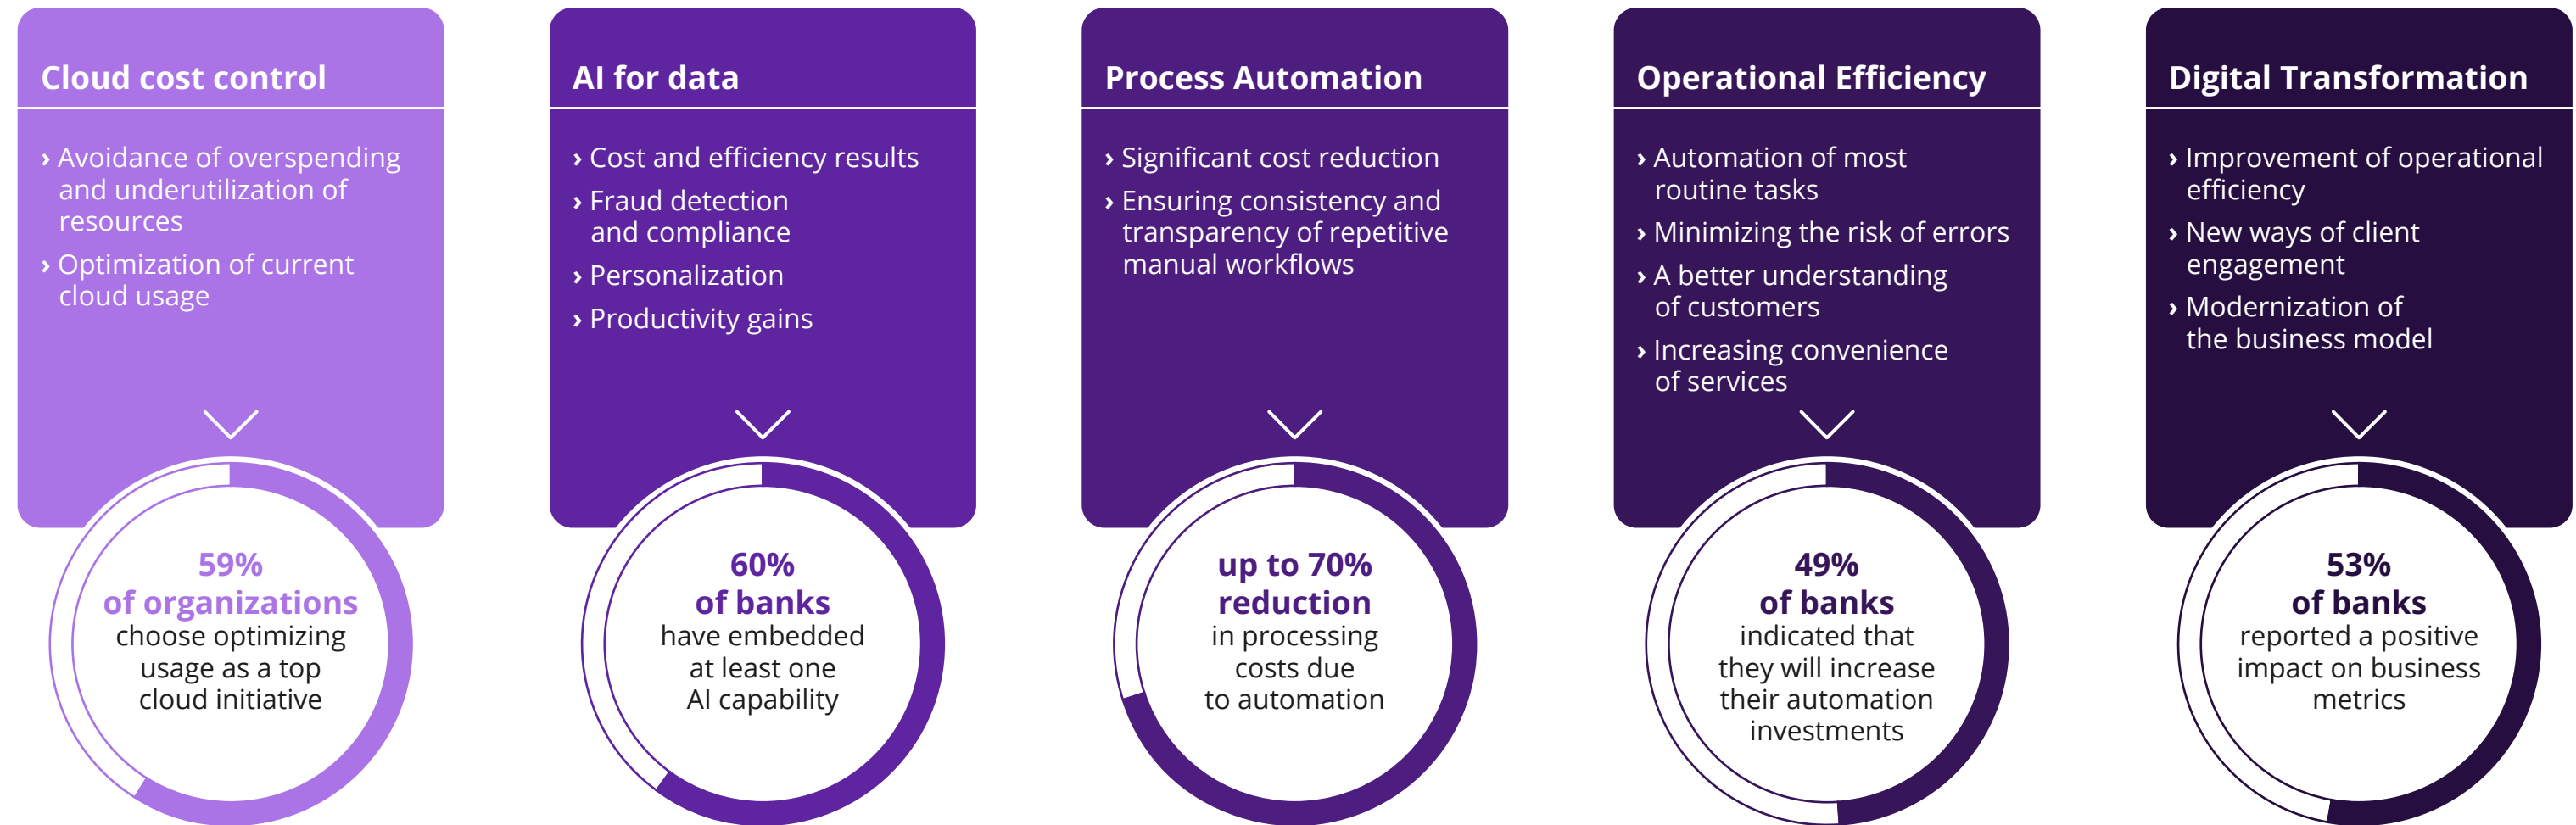 Cloud cost control
› Avoidance of overspending
and underutilization of
resources
› Optimization of current
cloud usage
59%
of organizations
choose optimizing
usage as a top
cloud initiative
AI for data
› Cost and efficiency results
› Fraud detection
and compliance
› Personalization
› Productivity gains
60%
of banks
have embedded
at least one
AI capability
Process Automation
› Significant cost reduction
› Ensuring consistency and
transparency of repetitive
manual workflows
up to 70%
reduction
in processing
costs due
to automation
Operational Efficiency
› Automation of most
routine tasks
› Minimizing the risk of errors
› A better understanding
of customers
› Increasing convenience
of services
49%
of banks
indicated that
they will increase
their automation
investments
Digital Transformation
› Improvement of operational
efficiency
› New ways of client
engagement
› Modernization of
the business model
53%
of banks
reported a positive
impact on business
metrics